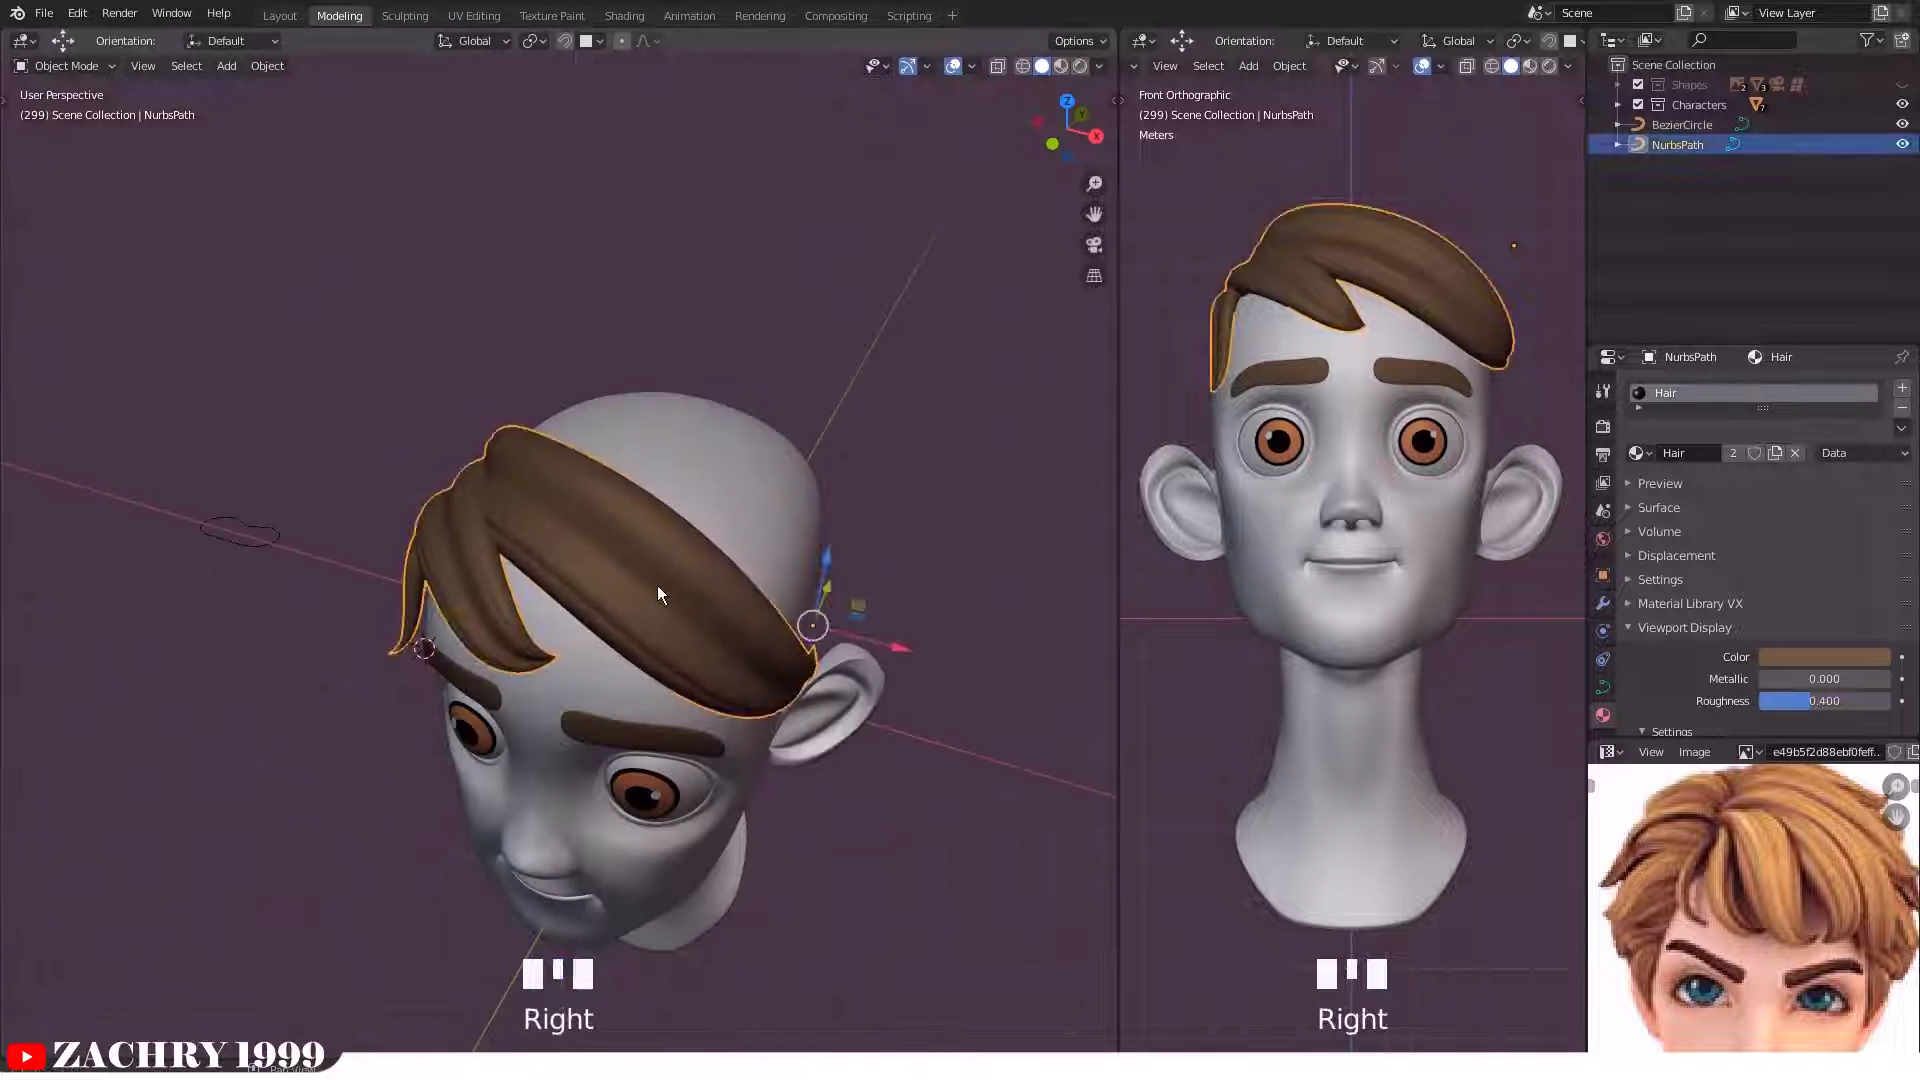 File Edit Render Window Help Layout Modeling Sculpting UV Editing Texture Paint Shading Animation Rendering Compositing Scripting +
Scene View Layer
Orientation: Default Global Options
Orientation: Default Global
Object Mode View Select Add Object
View Select Add Object
User Perspective
(299) Scene Collection | NurbsPath
Z
Y
X
Front Orthographic
(299) Scene Collection | NurbsPath
Meters
Scene Collection
Shapes 2 3
Characters 7
BezierCircle
NurbsPath
NurbsPath Hair
Hair
Hair 2 Data
Preview
Surface
Volume
Displacement
Settings
Material Library VX
Viewport Display
Color
Metallic 0.000
Roughness 0.400
Settings
View Image e49b5f2d88ebf0feff..
Right
Right
ZACHRY 1999